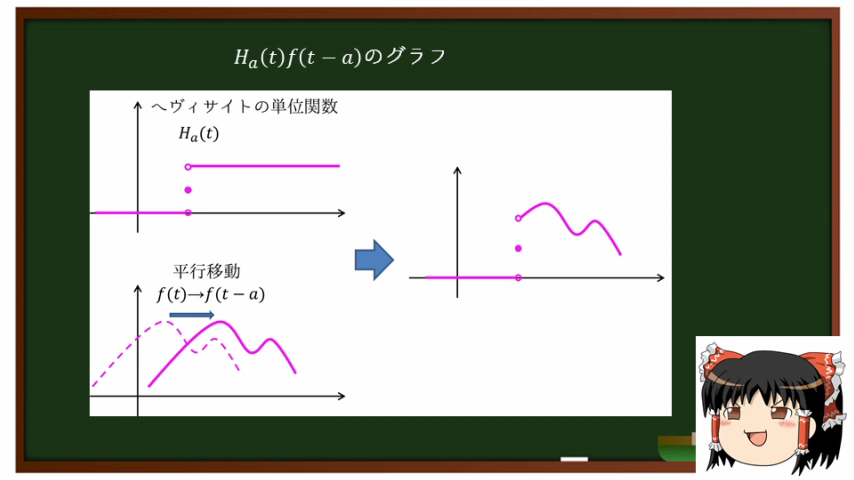 Hₐ(t)f(t − a)のグラフ
ヘヴィサイトの単位関数
Hₐ(t)
平行移動
f(t)→f(t − a)